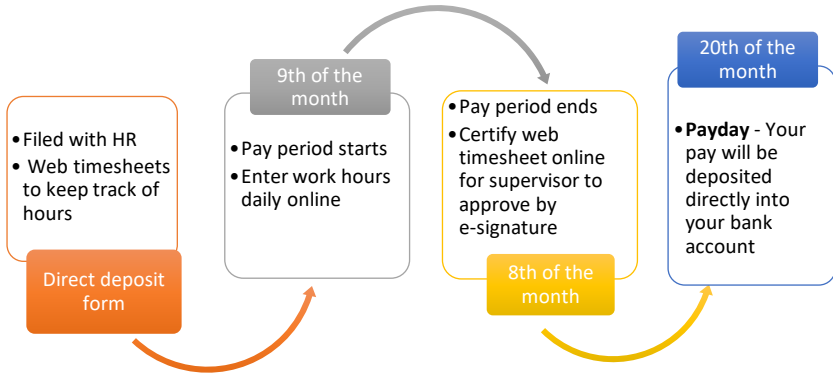 • Filed with HR
• Web timesheets
to keep track of
hours
Direct deposit
form
9th of the
month
• Pay period starts
• Enter work hours
daily online
• Pay period ends
• Certify web
timesheet online
for supervisor to
approve by
e-signature
8th of the
month
20th of the
month
• Payday - Your
pay will be
deposited
directly into
your bank
account